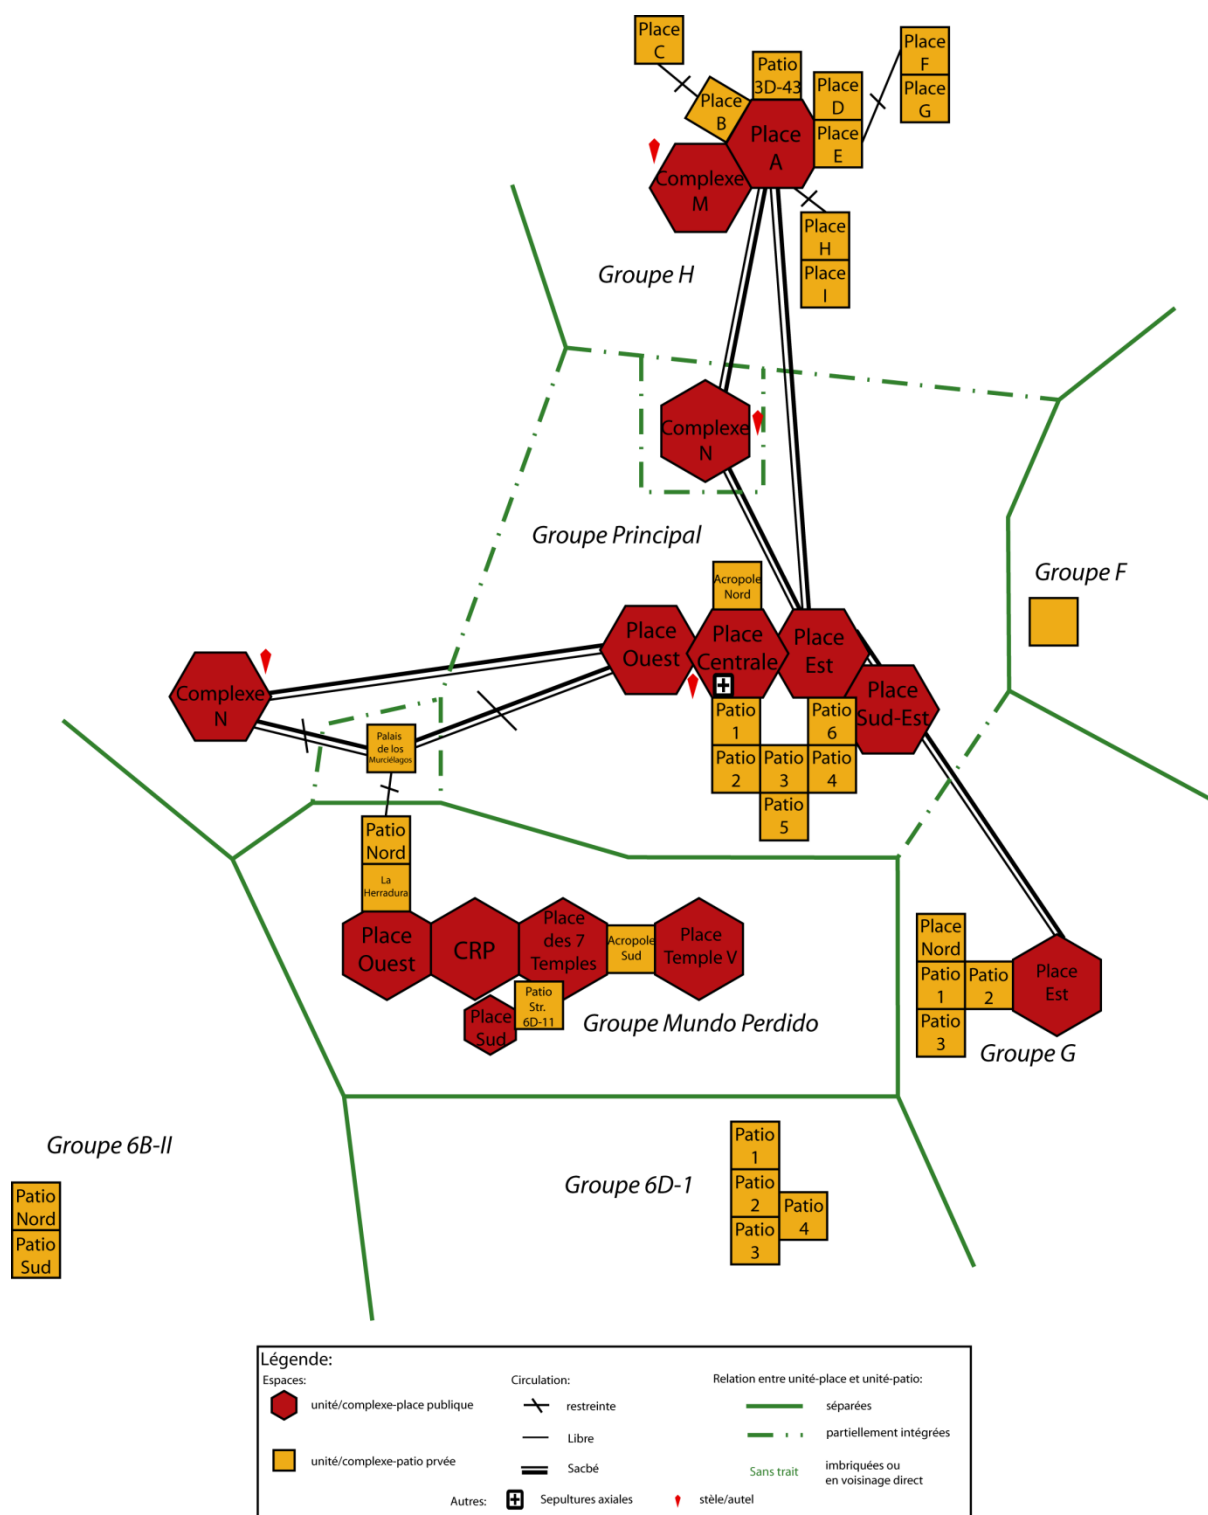 Place
C
Patio
3D-43
Place
F
Place
G
Place
B
Place
D
Place
A
Place
E
Complexe
M
Place
H
Place
I
Groupe H
Complexe
N
Groupe Principal
Groupe F
Acropole
Nord
Place
Ouest
Place
Centrale
Place
Est
Place
Sud-Est
Complexe
N
Palais
de los
Murciélagos
Patio
1
Patio
6
Patio
2
Patio
3
Patio
4
Patio
5
Patio
Nord
La
Herradura
Place
Ouest
CRP
Place
des 7
Temples
Acropole
Sud
Place
Temple V
Patio
Str.
6D-11
Place
Sud
Groupe Mundo Perdido
Place
Nord
Patio
1
Patio
2
Place
Est
Patio
3
Groupe G
Groupe 6B-II
Patio
Nord
Patio
Sud
Groupe 6D-1
Patio
1
Patio
2
Patio
4
Patio
3
Légende:
Espaces:
unité/complexe-place publique
unité/complexe-patio prvée
Circulation:
restreinte
Libre
Sacbé
Relation entre unité-place et unité-patio:
séparées
partiellement intégrées
Sans trait
imbriquées ou
en voisinage direct
Autres:
Sepultures axiales
stèle/autel